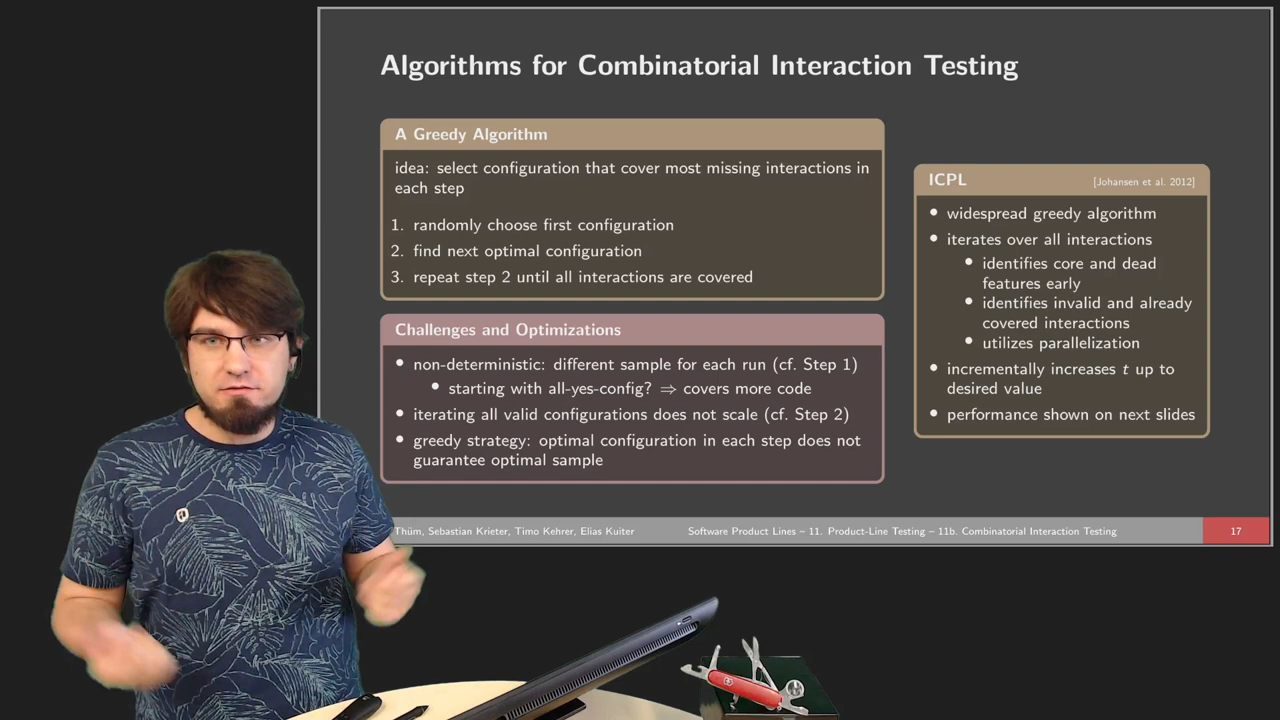 Algorithms for Combinatorial Interaction Testing
A Greedy Algorithm
idea: select configuration that cover most missing interactions in
each step
1. randomly choose first configuration
2. find next optimal configuration
3. repeat step 2 until all interactions are covered
Challenges and Optimizations
• non-deterministic: different sample for each run (cf. Step 1)
• starting with all-yes-config? ⇒ covers more code
• iterating all valid configurations does not scale (cf. Step 2)
• greedy strategy: optimal configuration in each step does not
guarantee optimal sample
ICPL [Johansen et al. 2012]
• widespread greedy algorithm
• iterates over all interactions
• identifies core and dead
features early
• identifies invalid and already
covered interactions
• utilizes parallelization
• incrementally increases t up to
desired value
• performance shown on next slides
Thüm, Sebastian Krieter, Timo Kehrer, Elias Kuiter Software Product Lines – 11. Product-Line Testing – 11b. Combinatorial Interaction Testing 17